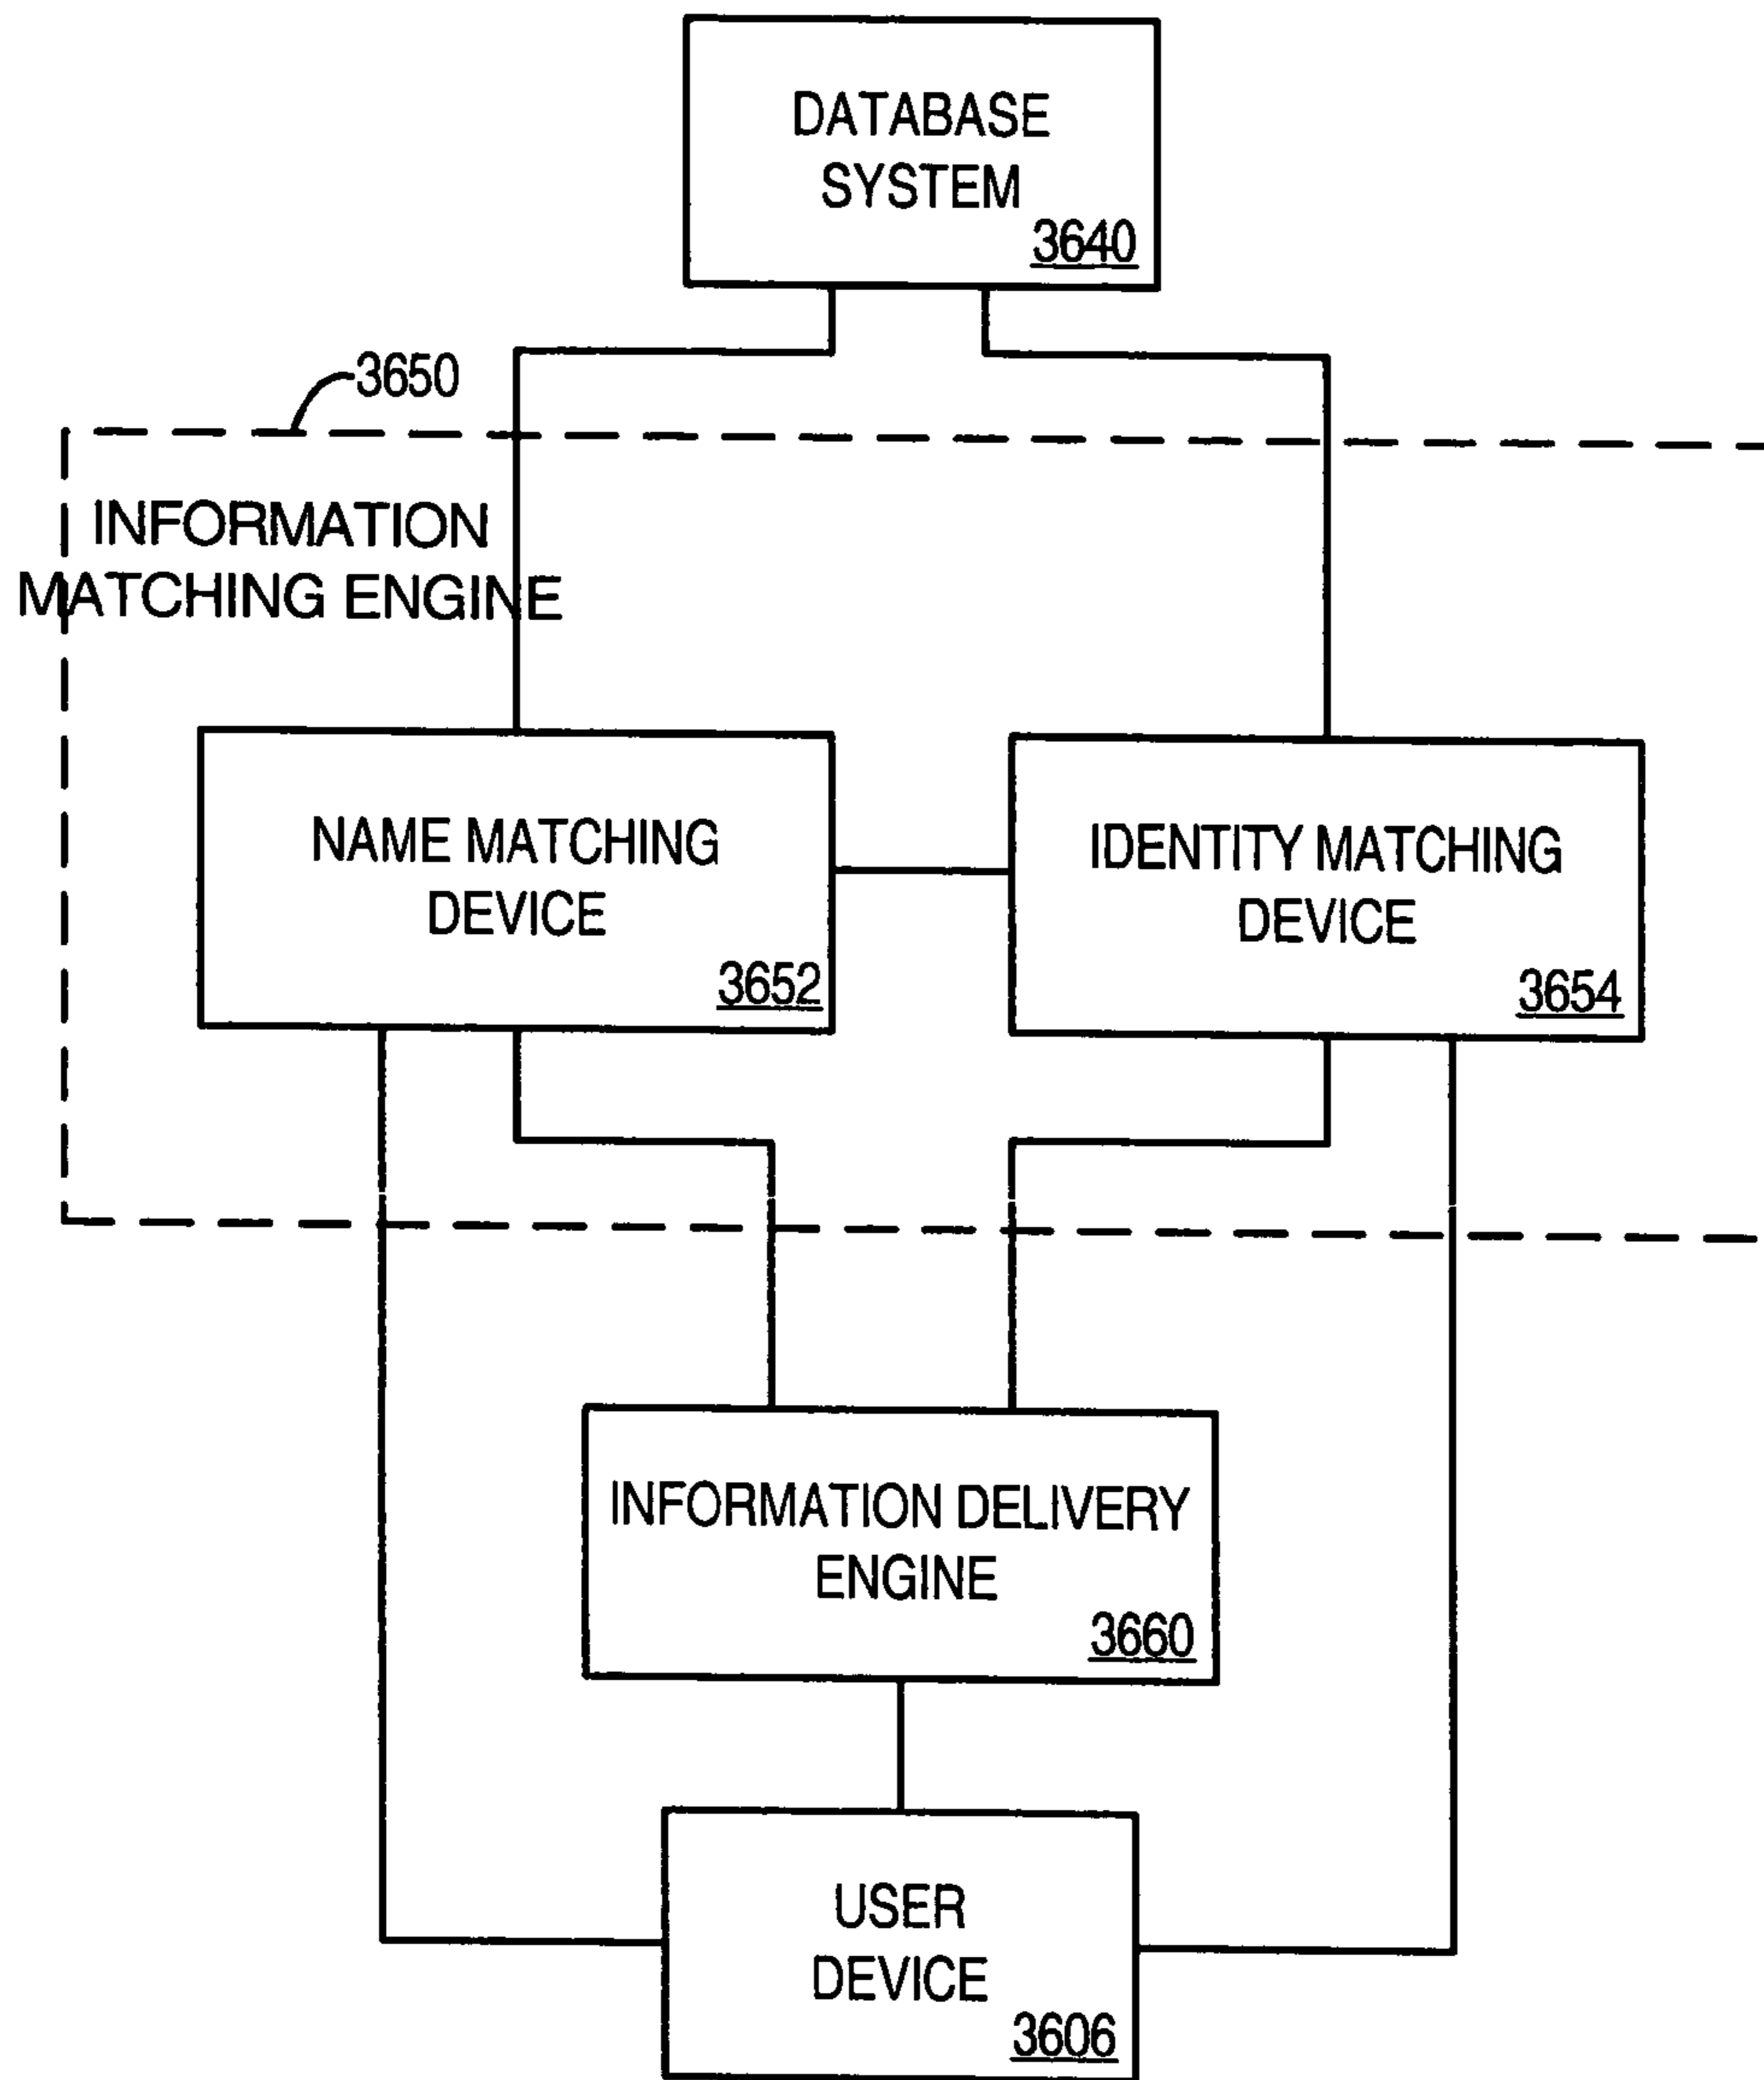 DATABASE
SYSTEM
3640
3650
INFORMATION
MATCHING ENGINE
NAME MATCHING
DEVICE
3652
IDENTITY MATCHING
DEVICE
3654
INFORMATION DELIVERY
ENGINE
3660
USER
DEVICE
3606